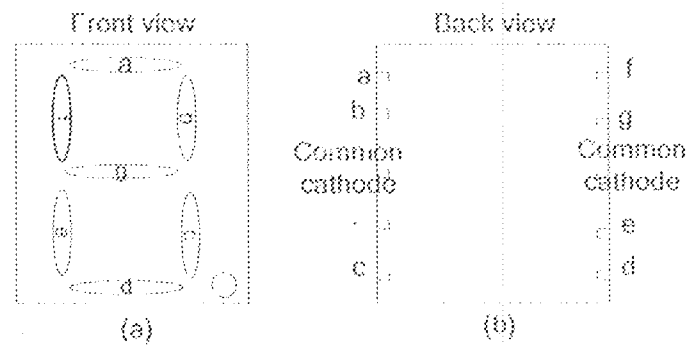 Front view
Back view
a
f
b
g
e
c
d
(a)
a
b
Common
cathode
.
c
f
g
Common
cathode
e
d
(b)